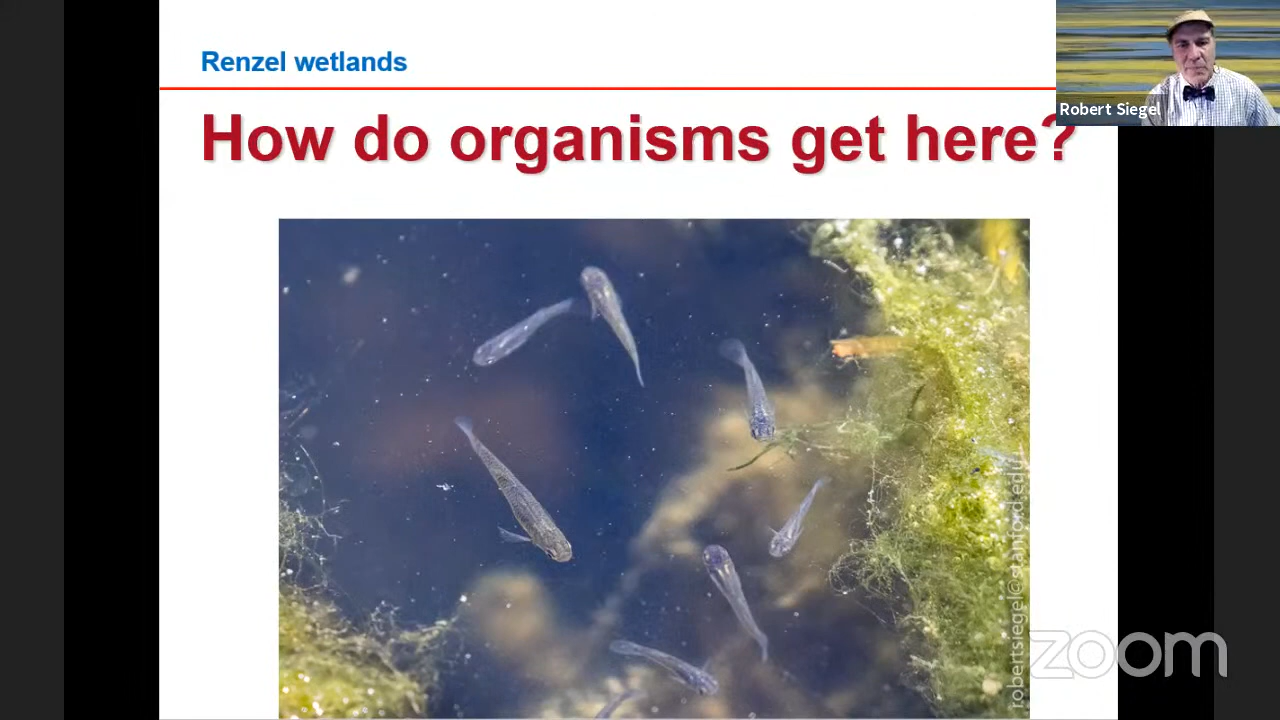 Renzel wetlands
How do organisms get here?
Robert Siegel
robertsiegel@stanford.edu
zoom